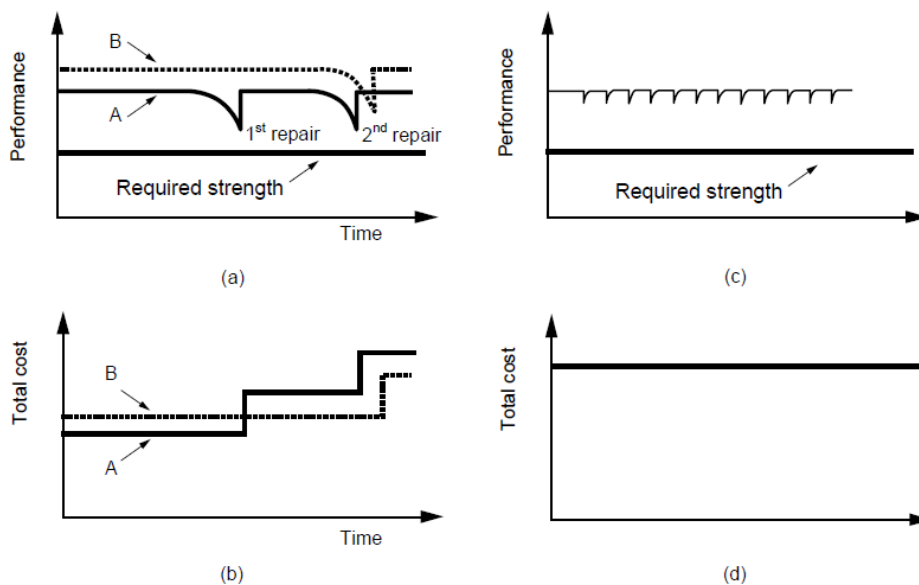 Performance
B
A
1st repair
2nd repair
Required strength
Time
(a)
Performance
Required strength
(c)
Total cost
B
A
Time
(b)
Total cost
(d)